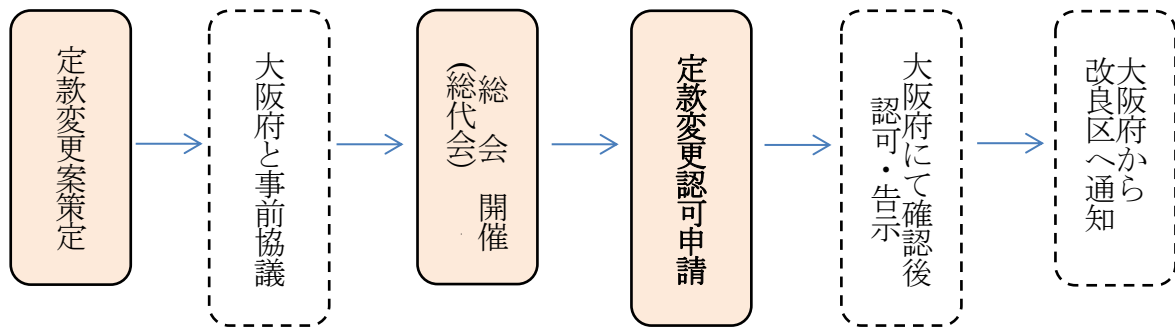 定款変更案策定
大阪府と事前協議
総会 開催
(総代会)
定款変更認可申請
大阪府にて確認後
認可・告示
大阪府から
改良区へ通知